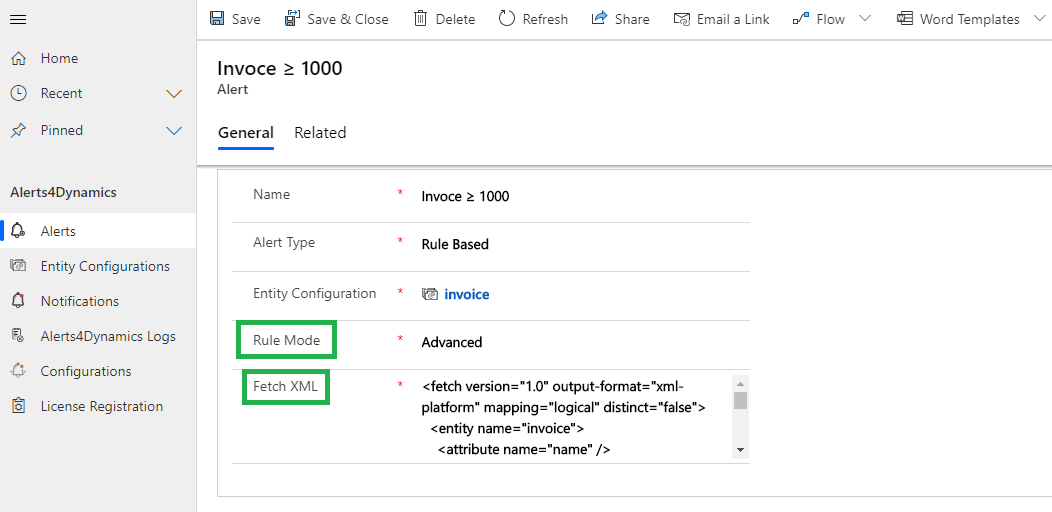 Save
Save & Close
Delete
Refresh
Share
Email a Link
Flow
Word Templates
Home
Recent
Pinned
Alerts4Dynamics
Alerts
Entity Configurations
Notifications
Alerts4Dynamics Logs
Configurations
License Registration
Invoce ≥ 1000
Alert
General
Related
Name * Invoce ≥ 1000
Alert Type * Rule Based
Entity Configuration * invoice
Rule Mode * Advanced
Fetch XML * <fetch version="1.0" output-format="xml-
platform" mapping="logical" distinct="false">
<entity name="invoice">
<attribute name="name" />